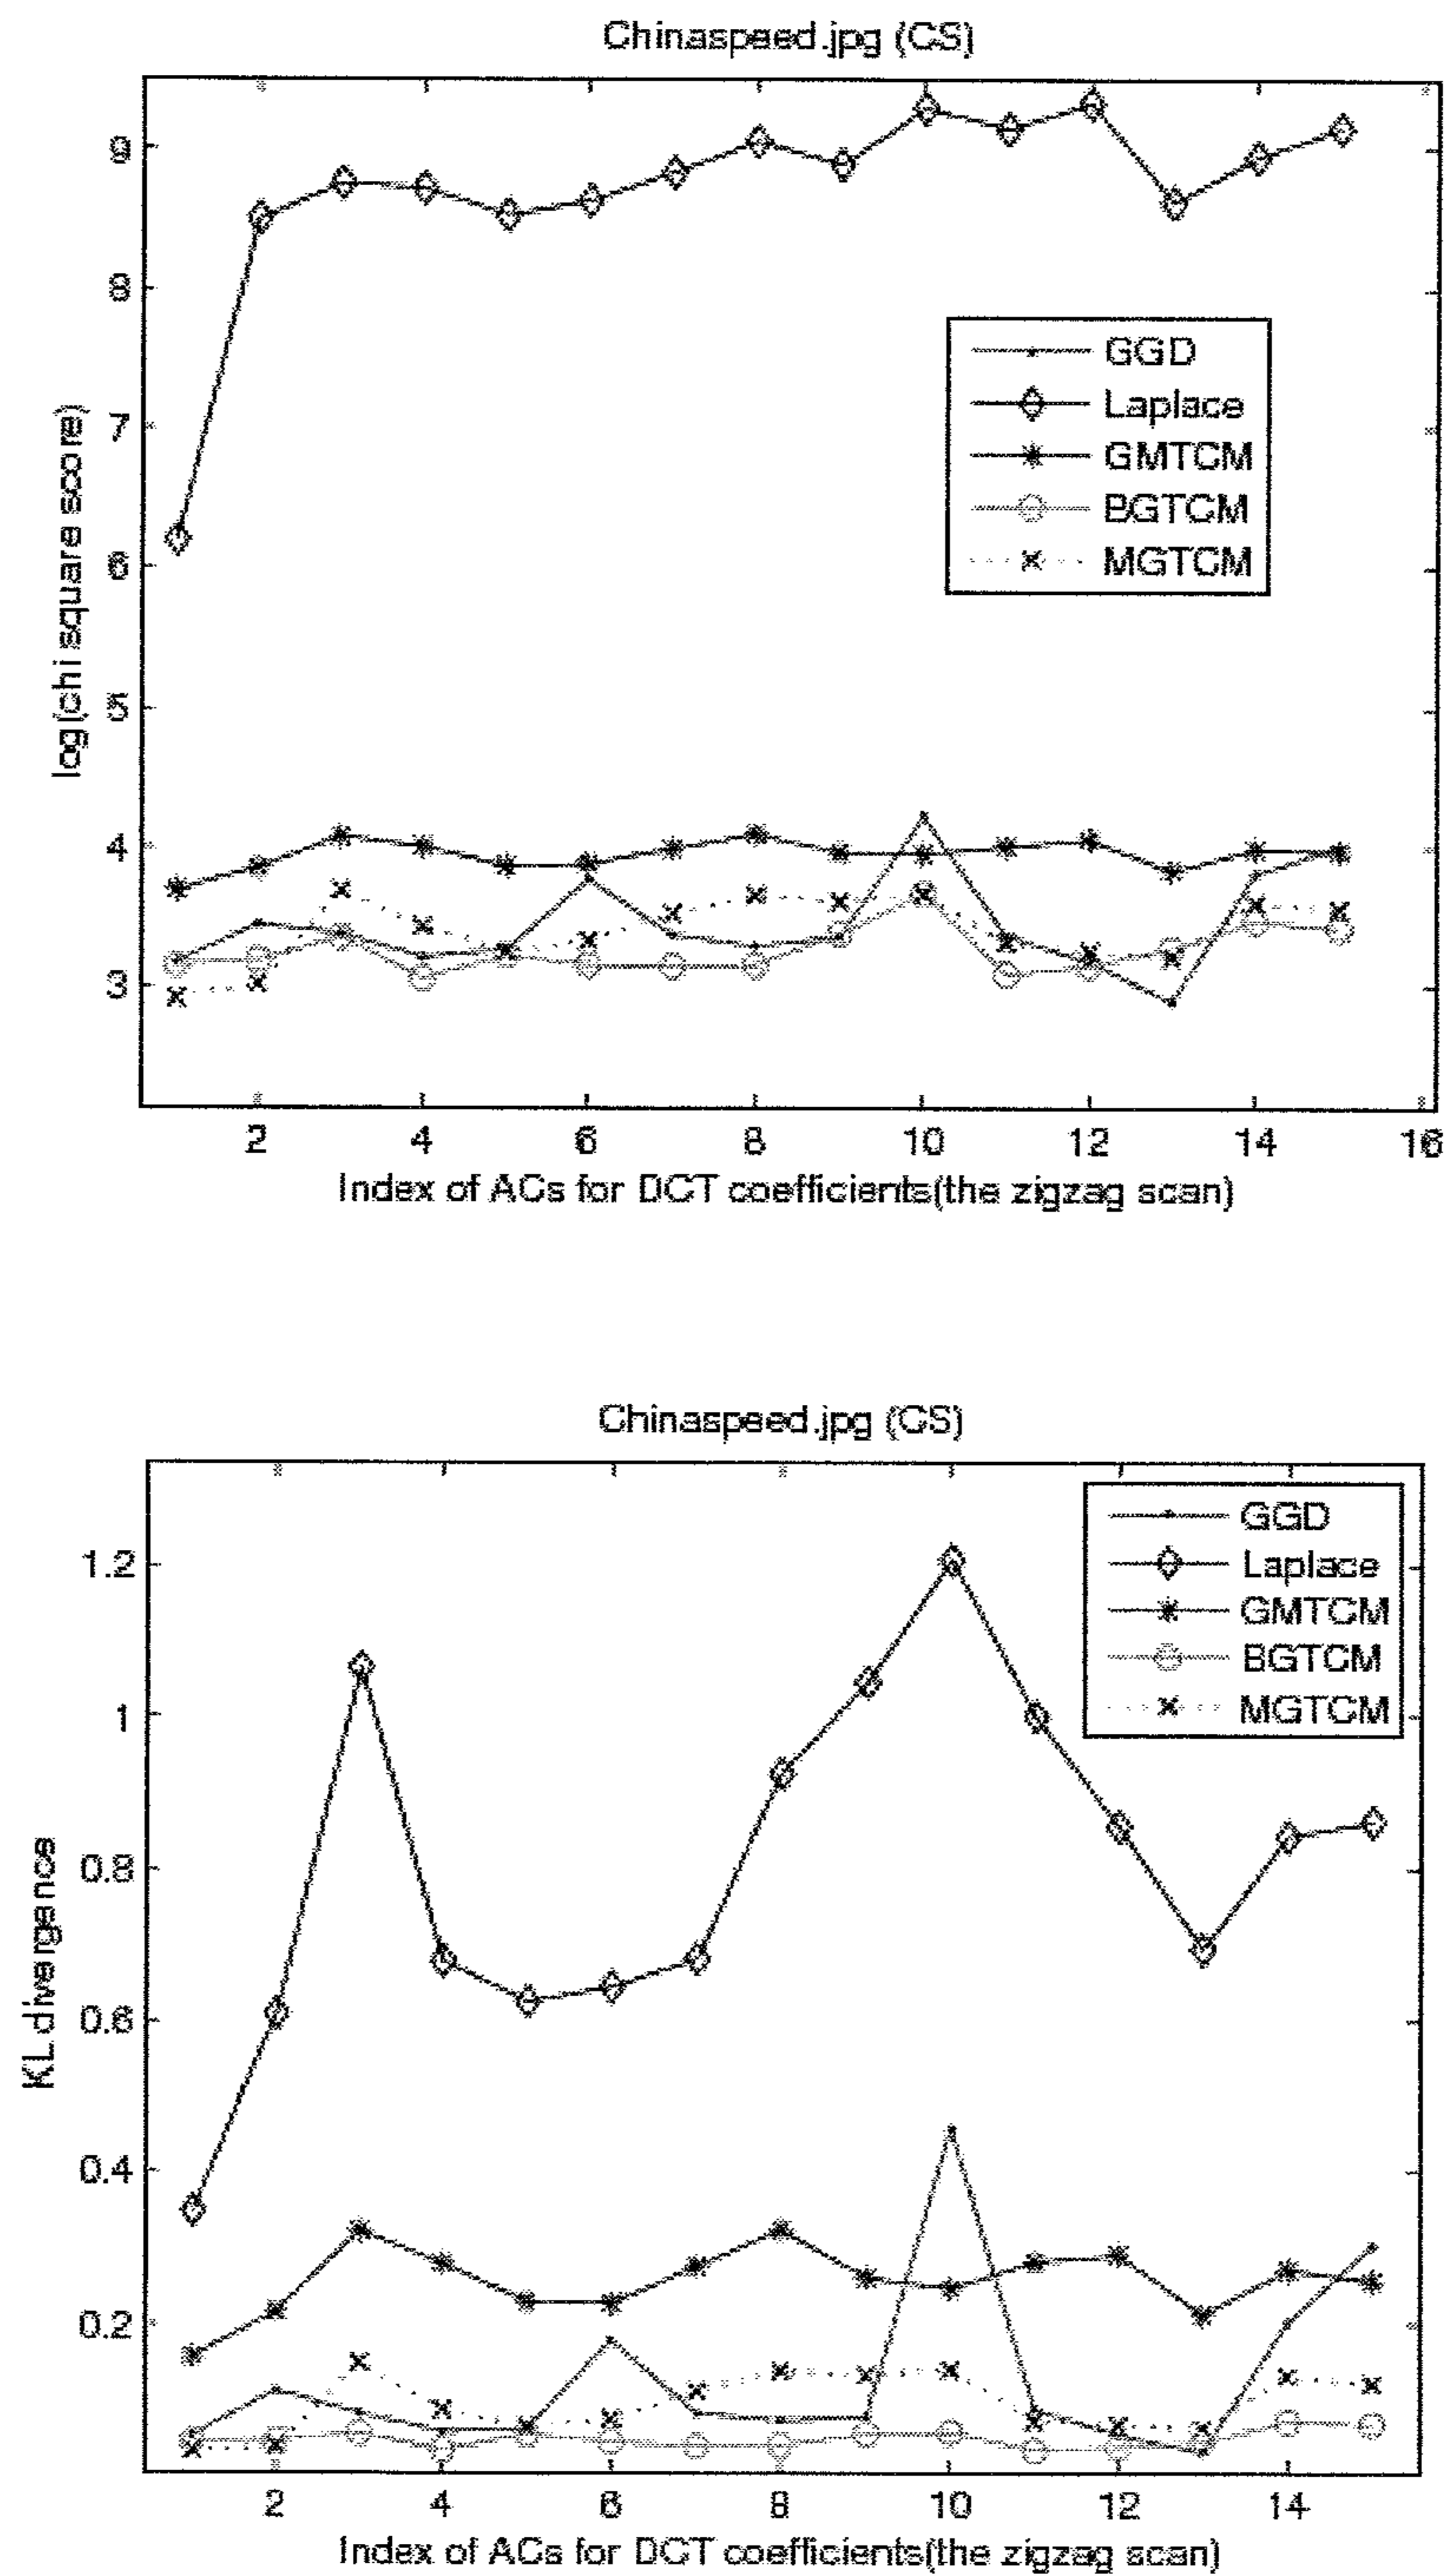 Chinaspeed.jpg (CS)
9
8
7
6
5
4
3
log(chi square score)
GGD
Laplace
GMTCM
BGTCM
MGTCM
2 4 6 8 10 12 14 16
Index of ACs for DCT coefficients(the zigzag scan)
Chinaspeed.jpg (CS)
1.2
1
0.8
0.6
0.4
0.2
KL divergence
GGD
Laplace
GMTCM
BGTCM
MGTCM
2 4 6 8 10 12 14
Index of ACs for DCT coefficients(the zigzag scan)